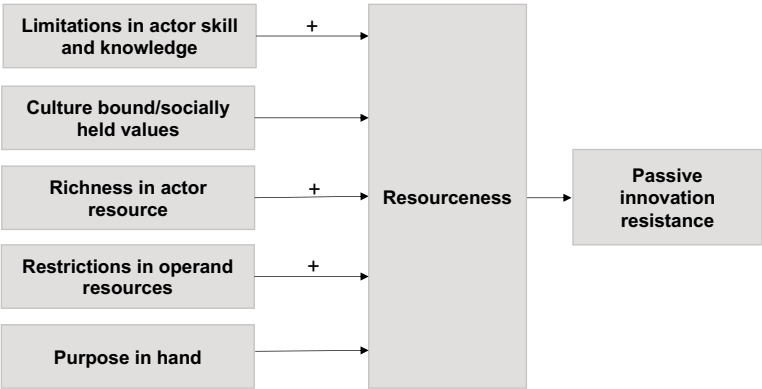 Limitations in actor skill
and knowledge
+
Culture bound/socially
held values
Richness in actor
resource
+
Restrictions in operand
resources
+
Purpose in hand
Resourceness
Passive
innovation
resistance